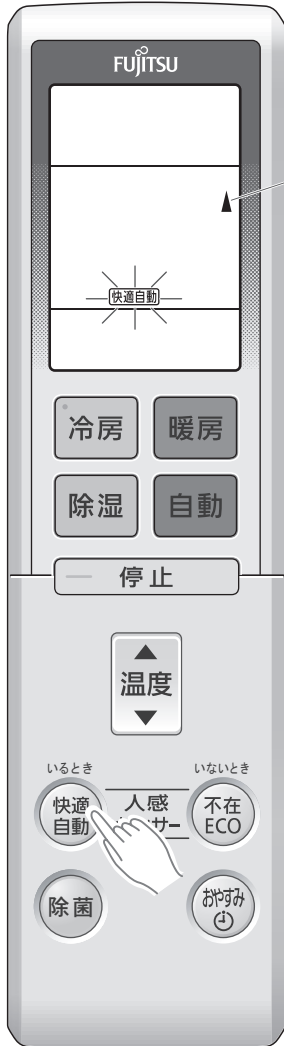 FUJITSU
快適自動
冷房 暖房
除湿 自動
停止
▲
温度
▼
いるとき いないとき
快適 人感 不在
自動 サー ECO
除菌 おやすみ